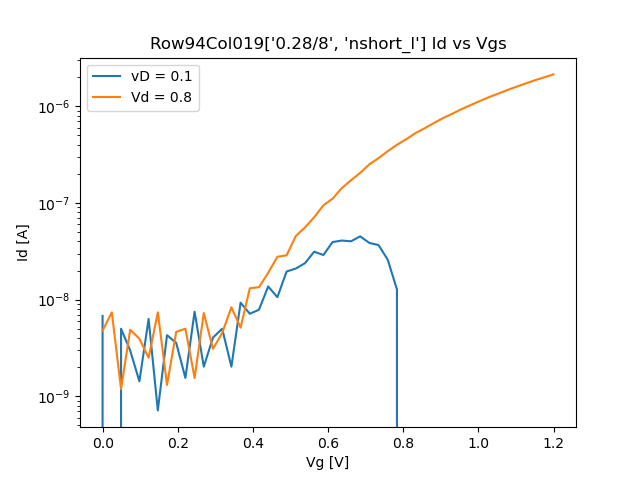 Row94Col019['0.28/8', 'nshort_l'] Id vs Vgs
vD = 0.1
Vd = 0.8
Id [A]
10⁻⁶
10⁻⁷
10⁻⁸
10⁻⁹
0.0 0.2 0.4 0.6 0.8 1.0 1.2
Vg [V]